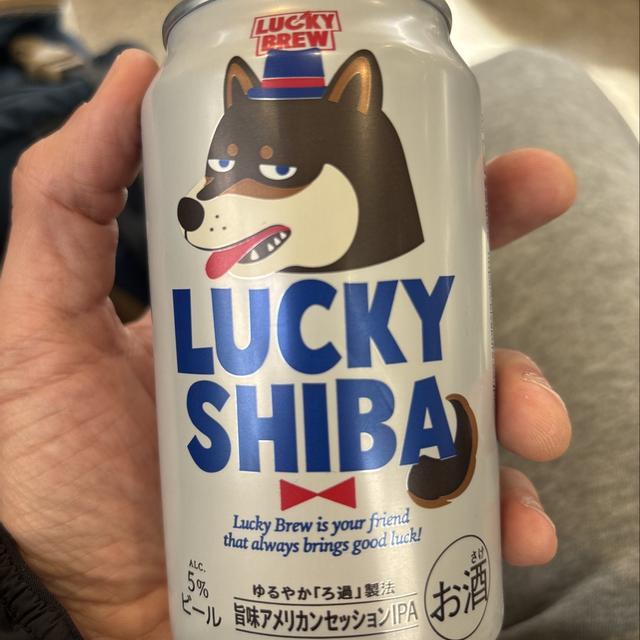 LUCKY
BREW
LUCKY
SHIBA
Lucky Brew is your friend
that always brings good luck!
ALC.
5%
ビール
ゆるやか「ろ過」製法
旨味アメリカンセッションIPA
さけ
お酒